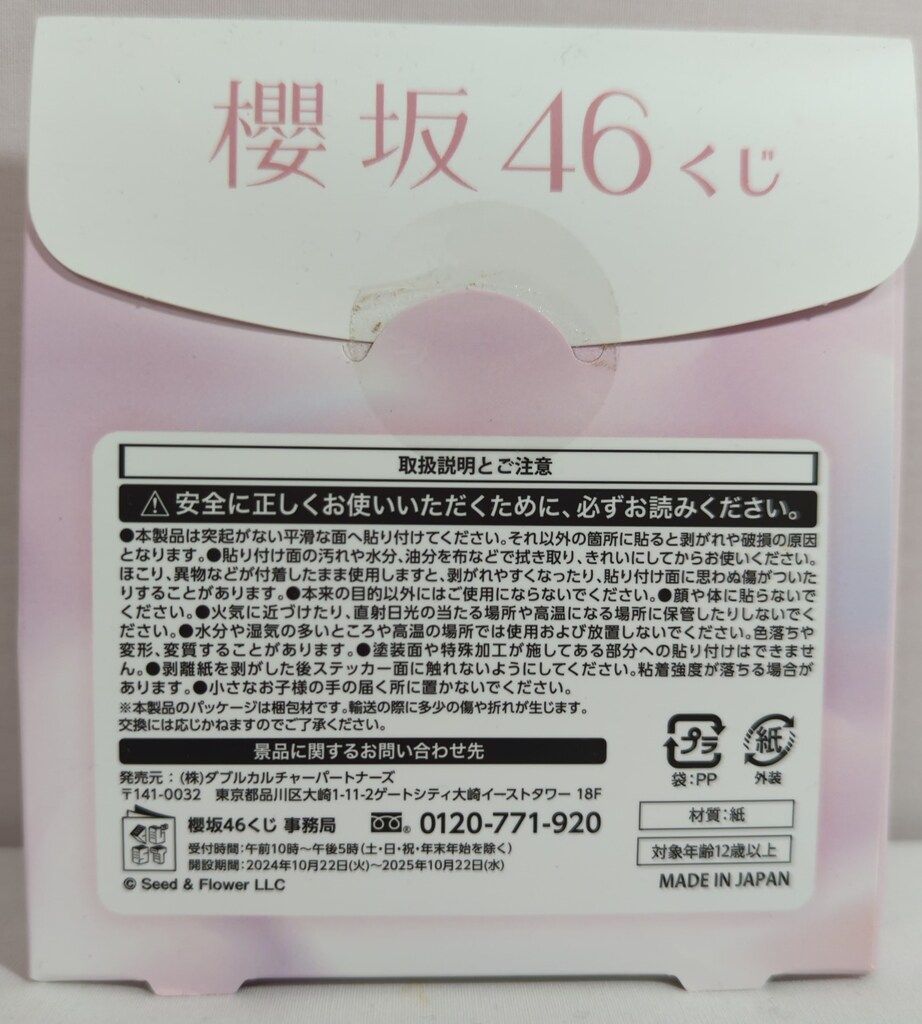 櫻坂46くじ
取扱説明とご注意
⚠安全に正しくお使いいただくために、必ずお読みください。
●本製品は突起がない平滑な面へ貼り付けてください。それ以外の箇所に貼ると剥がれや破損の原因
となります。●貼り付け面の汚れや水分、油分を布などで拭き取り、きれいにしてからお使いください。
ほこり、異物などが付着したまま使用しますと、剥がれやすくなったり、貼り付け面に思わぬ傷がついた
りすることがあります。●本来の目的以外にはご使用にならないでください。●顔や体に貼らないで
ください。●火気に近づけたり、直射日光の当たる場所や高温になる場所に保管したりしないでく
ださい。●水分や湿気の多いところや高温の場所では使用および放置しないでください。色落ちや
変形、変質することがあります。●塗装面や特殊加工が施してある部分への貼り付けはできませ
ん。●剥離紙を剥がした後ステッカー面に触れないようにしてください。粘着強度が落ちる場合が
あります。●小さなお子様の手の届く所に置かないでください。
※本製品のパッケージは梱包材です。輸送の際に多少の傷や折れが生じます。
交換には応じかねますのでご了承ください。
景品に関するお問い合わせ先
発売元：(株)ダブルカルチャーパートナーズ
〒141-0032 東京都品川区大崎1-11-2ゲートシティ大崎イーストタワー 18F
櫻坂46くじ 事務局 0120-771-920
受付時間：午前10時～午後5時(土・日・祝・年末年始を除く)
開設期間：2024年10月22日(火)～2025年10月22日(水)
© Seed & Flower LLC
プラ
袋：PP
紙
外装
材質：紙
対象年齢12歳以上
MADE IN JAPAN